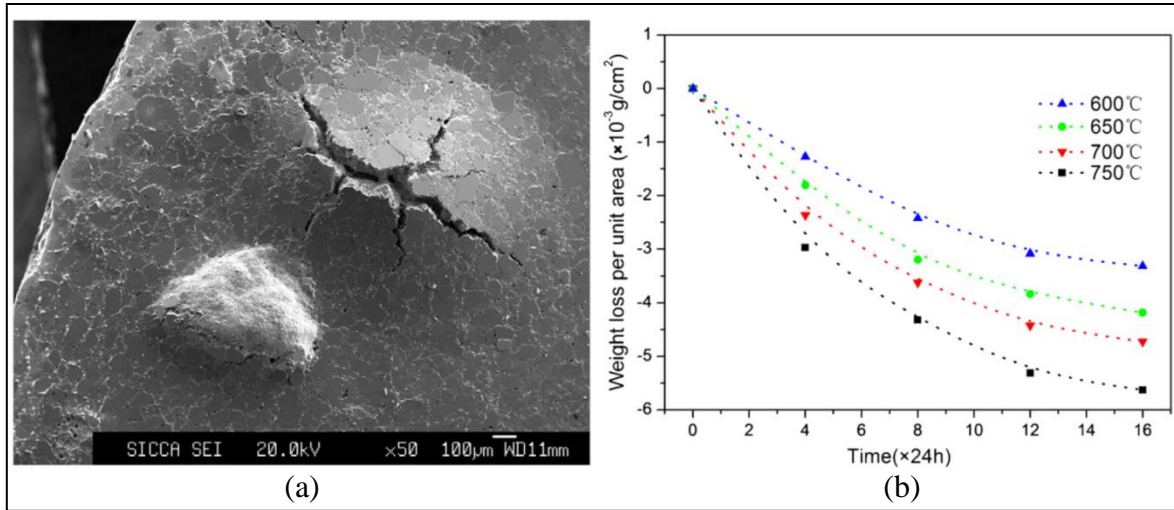 SICCA SEI 20.0kV ×50 100μm WD11mm
(a)
Weight loss per unit area (×10⁻³g/cm²)
1
0
-1
-2
-3
-4
-5
-6
600℃
650℃
700℃
750℃
0 2 4 6 8 10 12 14 16
Time(×24h)
(b)